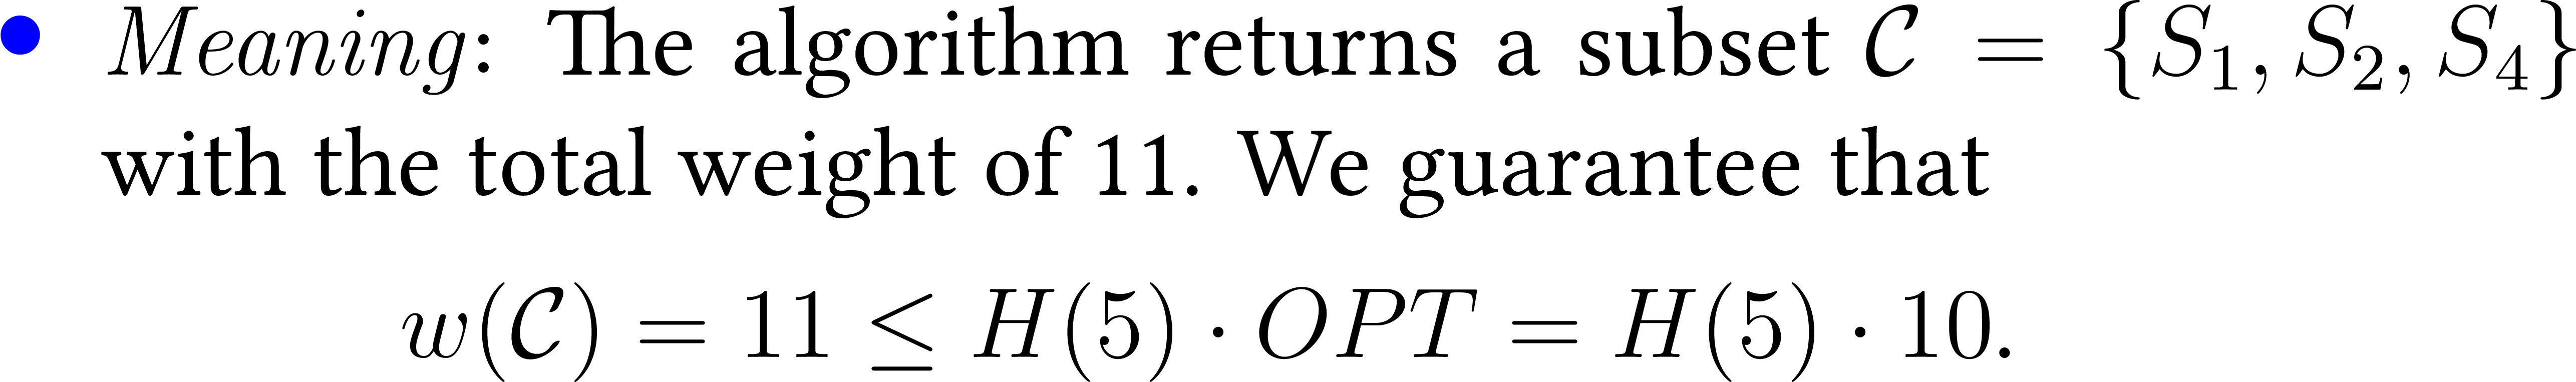 • Meaning: The algorithm returns a subset 𝒞 = {S₁, S₂, S₄}
with the total weight of 11. We guarantee that
w(𝒞) = 11 ≤ H(5) · OPT = H(5) · 10.